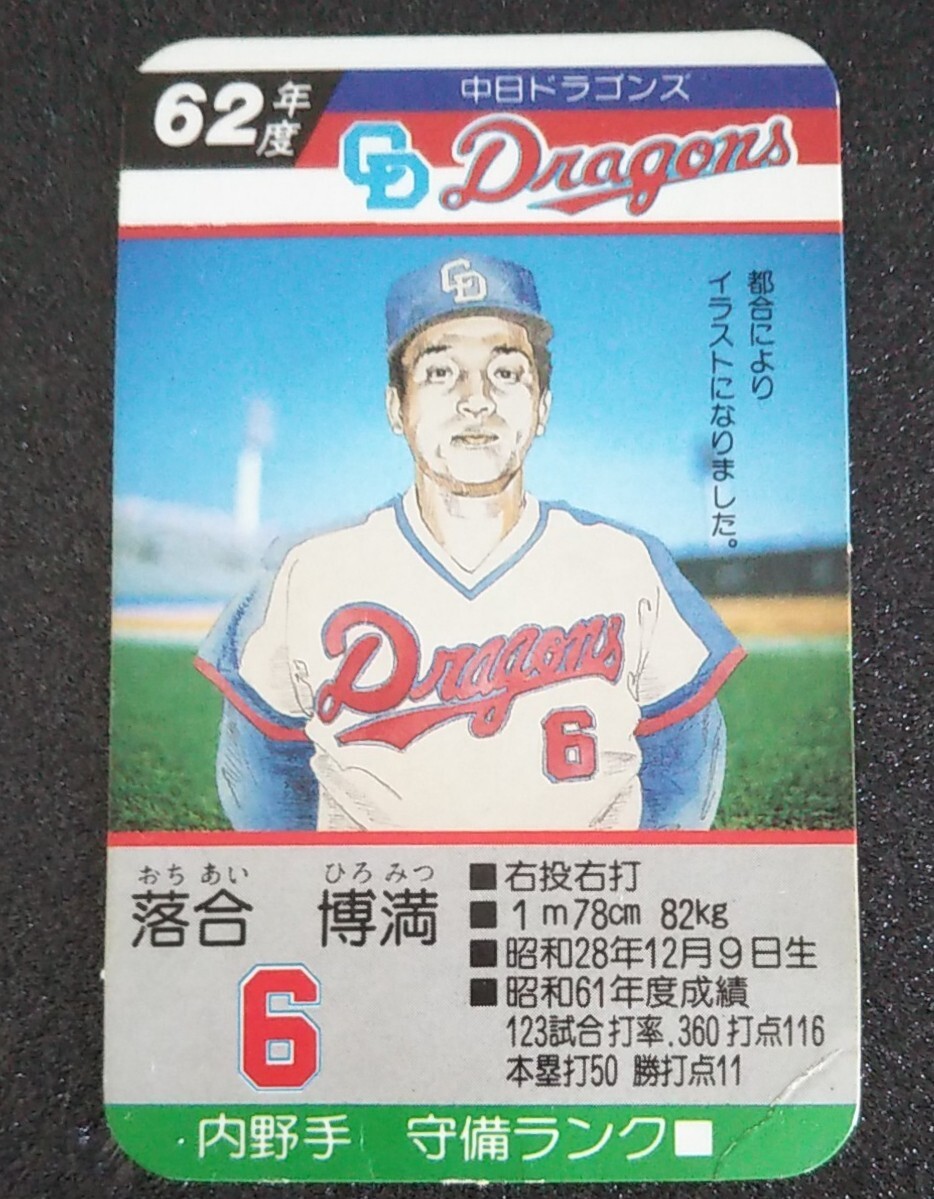 62年度
中日ドラゴンズ
CD Dragons
CD
都合により
イラストになりました。
Dragons
6
おち あい ひろ みつ
落合 博満
6
■右投右打
■1m78cm 82kg
■昭和28年12月9日生
■昭和61年度成績
123試合 打率.360 打点116
本塁打50 勝打点11
内野手 守備ランク■